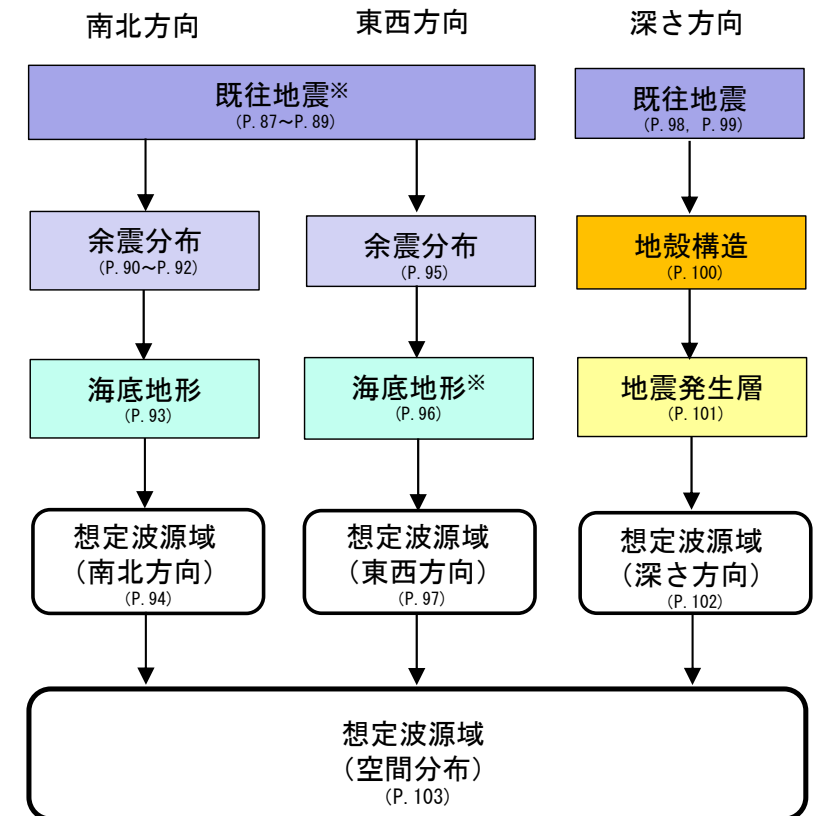 南北方向
東西方向
深さ方向
既往地震※
(P. 87～P. 89)
既往地震
(P. 98, P. 99)
余震分布
(P. 90～P. 92)
余震分布
(P. 95)
地殻構造
(P. 100)
海底地形
(P. 93)
海底地形※
(P. 96)
地震発生層
(P. 101)
想定波源域
（南北方向）
(P. 94)
想定波源域
（東西方向）
(P. 97)
想定波源域
（深さ方向）
(P. 102)
想定波源域
（空間分布）
(P. 103)